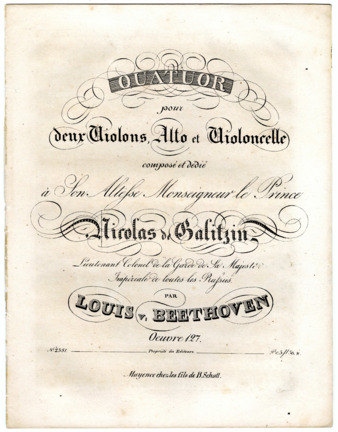 QUATUOR
pour
deux Violons, Alto et Violoncelle
composé et dédié
à Son Altesse Monseigneur le Prince
Nicolas de Galitzin
Lieutenant Colonel de la Garde de Sa Majesté
Impériale de toutes les Russies.
PAR
LOUIS v. BEETHOVEN
Oeuvre 127.
Propriété des Editeurs.
Mayence chez les fils de B. Schott.